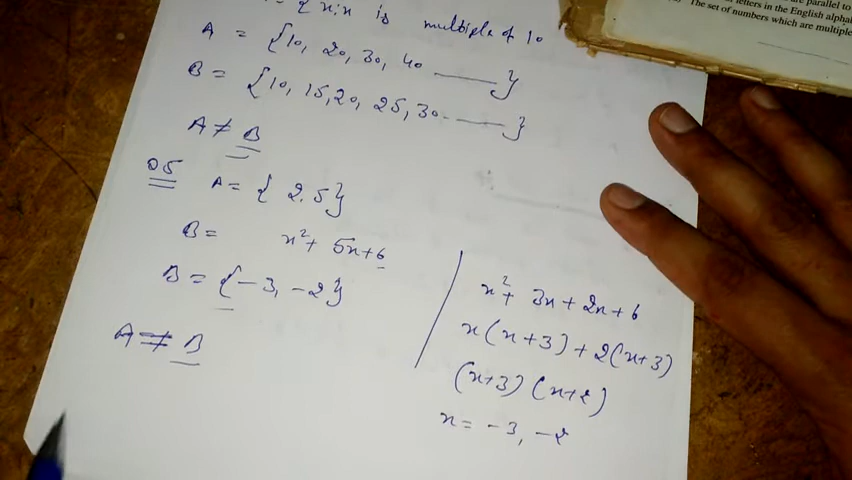 is multiple of 10
A = {10, 20, 30, 40 ——— }
B = {10, 15, 20, 25, 30 - ——— }
A ≠ B
05
A = { 2.5}
B = x² + 5x+6
B = {-3, -2}
A ≠ B
x² + 3x + 2x + 6
x(x+3) + 2(x+3)
(x+3) (x+2)
x = -3, -2
are parallel to
letters in the English alphab
The set of numbers which are multiple